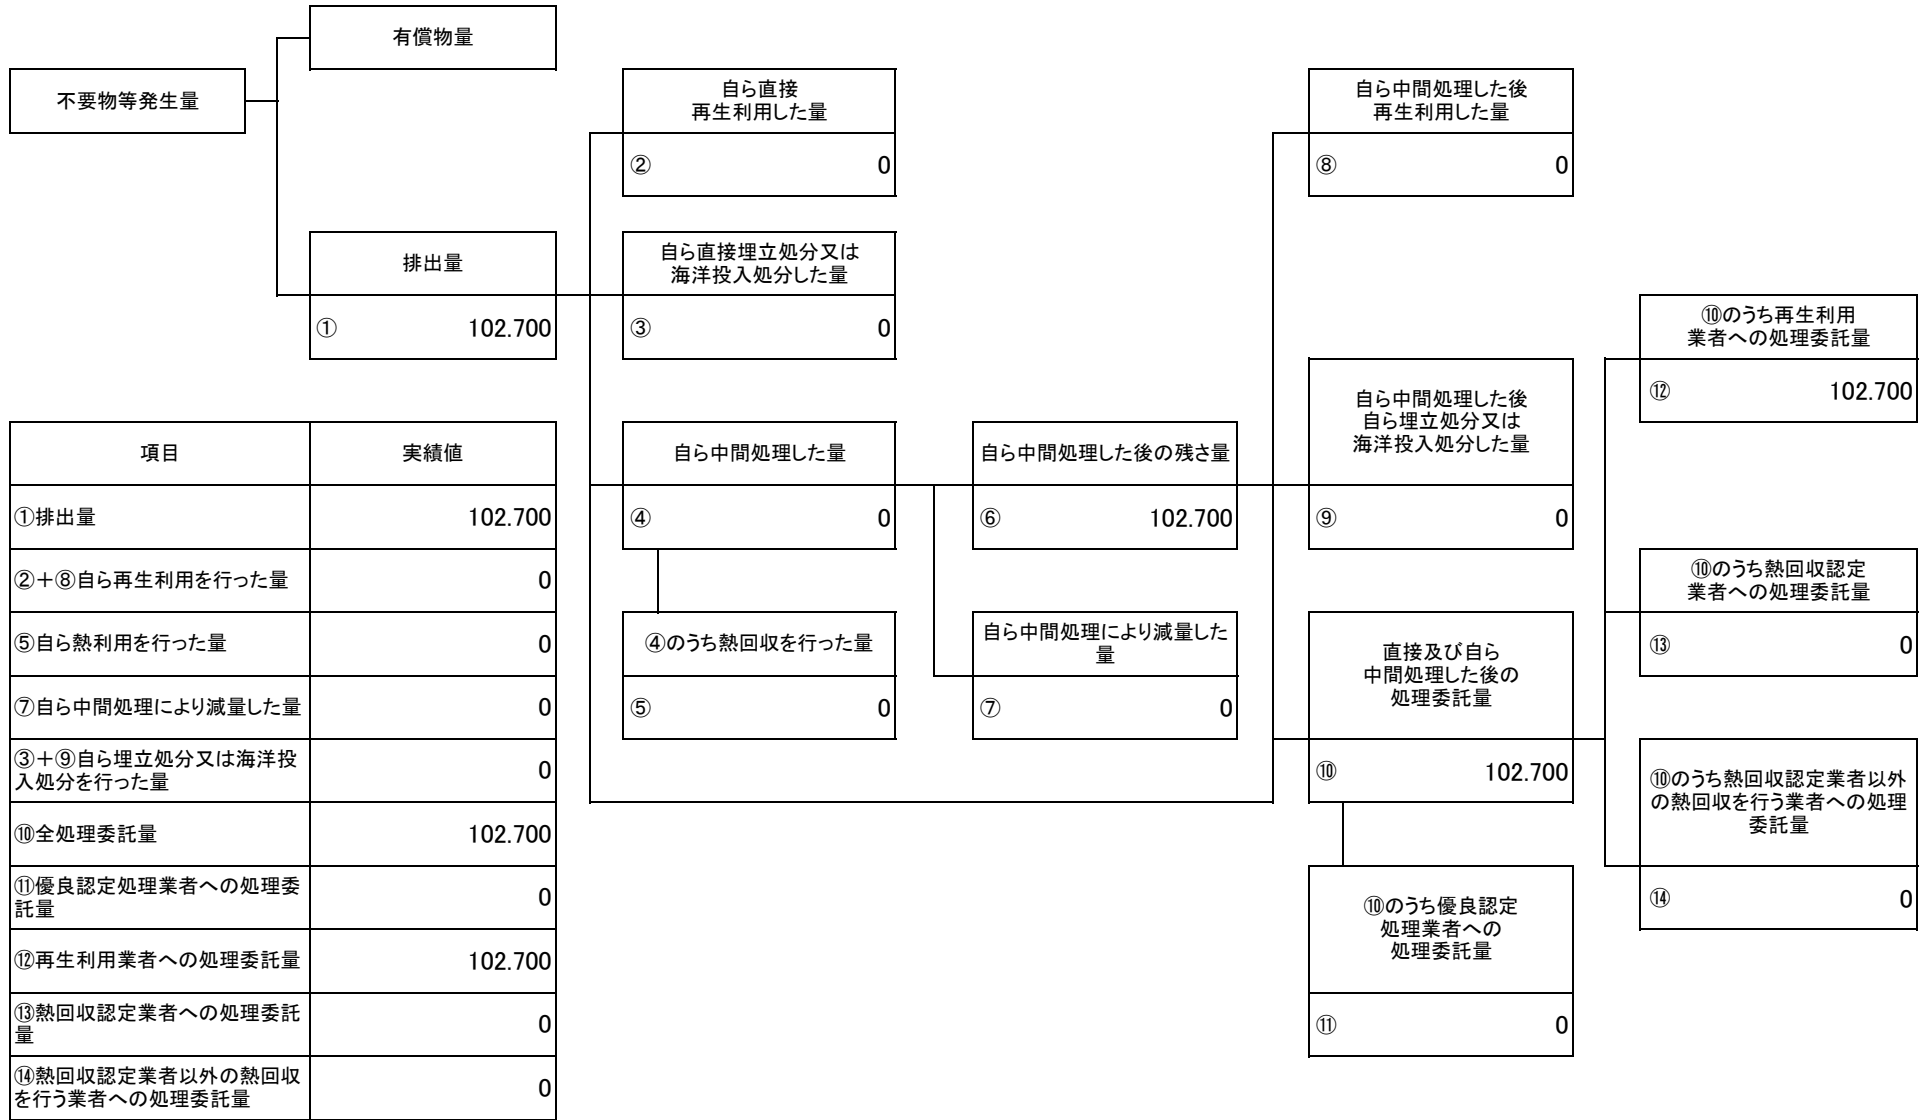 有償物量
不要物等発生量
排出量
① 102.700
自ら直接
再生利用した量
② 0
自ら直接埋立処分又は
海洋投入処分した量
③ 0
自ら中間処理した量
④ 0
④のうち熱回収を行った量
⑤ 0
自ら中間処理した後の残さ量
⑥ 102.700
自ら中間処理により減量した
量
⑦ 0
自ら中間処理した後
再生利用した量
⑧ 0
自ら中間処理した後
自ら埋立処分又は
海洋投入処分した量
⑨ 0
直接及び自ら
中間処理した後の
処理委託量
⑩ 102.700
⑩のうち優良認定
処理業者への
処理委託量
⑪ 0
⑩のうち再生利用
業者への処理委託量
⑫ 102.700
⑩のうち熱回収認定
業者への処理委託量
⑬ 0
⑩のうち熱回収認定業者以外
の熱回収を行う業者への処理
委託量
⑭ 0
項目 実績値
①排出量 102.700
②＋⑧自ら再生利用を行った量 0
⑤自ら熱利用を行った量 0
⑦自ら中間処理により減量した量 0
③＋⑨自ら埋立処分又は海洋投
入処分を行った量 0
⑩全処理委託量 102.700
⑪優良認定処理業者への処理委
託量 0
⑫再生利用業者への処理委託量 102.700
⑬熱回収認定業者への処理委託
量 0
⑭熱回収認定業者以外の熱回収
を行う業者への処理委託量 0